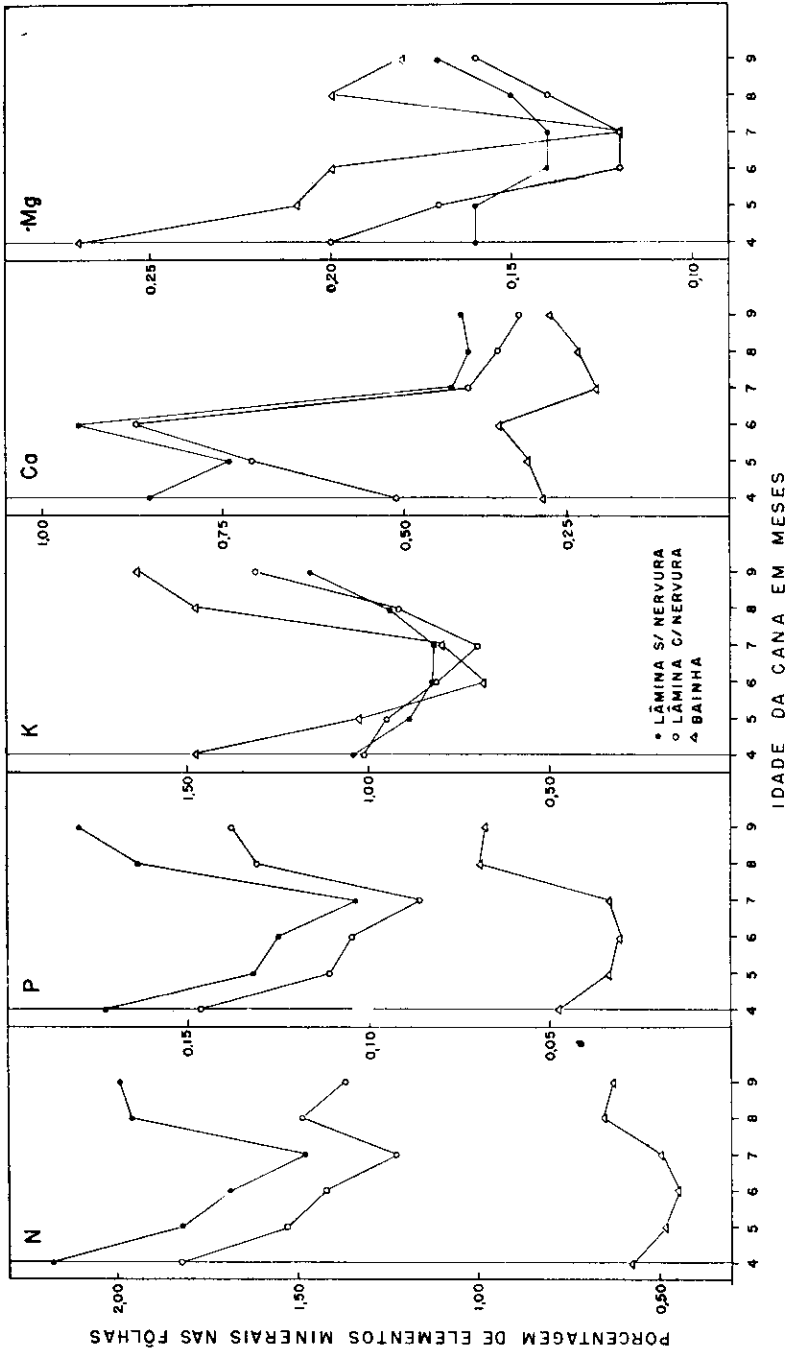 PORCENTAGEM DE ELEMENTOS MINERAIS NAS FÔLHAS
N
2,00
1,50
1,00
0,50
4 5 6 7 8 9
P
0,15
0,10
0,05
4 5 6 7 8 9
K
1,50
1,00
0,50
4 5 6 7 8 9
LÂMINA S/ NERVURA
LÂMINA C/ NERVURA
BAINHA
Ca
1,00
0,75
0,50
0,25
4 5 6 7 8 9
Mg
0,25
0,20
0,15
0,10
4 5 6 7 8 9
IDADE DA CANA EM MESES